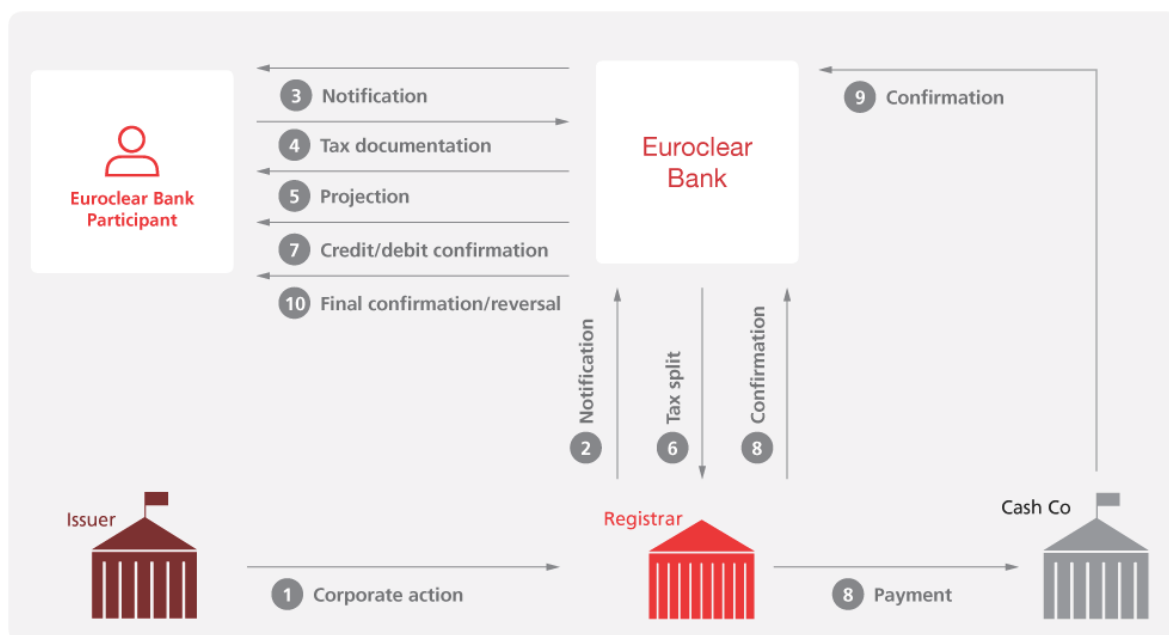 3 Notification
9 Confirmation
4 Tax documentation
Euroclear
Bank
Euroclear Bank
Participant
5 Projection
7 Credit/debit confirmation
10 Final confirmation/reversal
2 Notification
6 Tax split
8 Confirmation
Issuer
Registrar
Cash Co
1 Corporate action
8 Payment